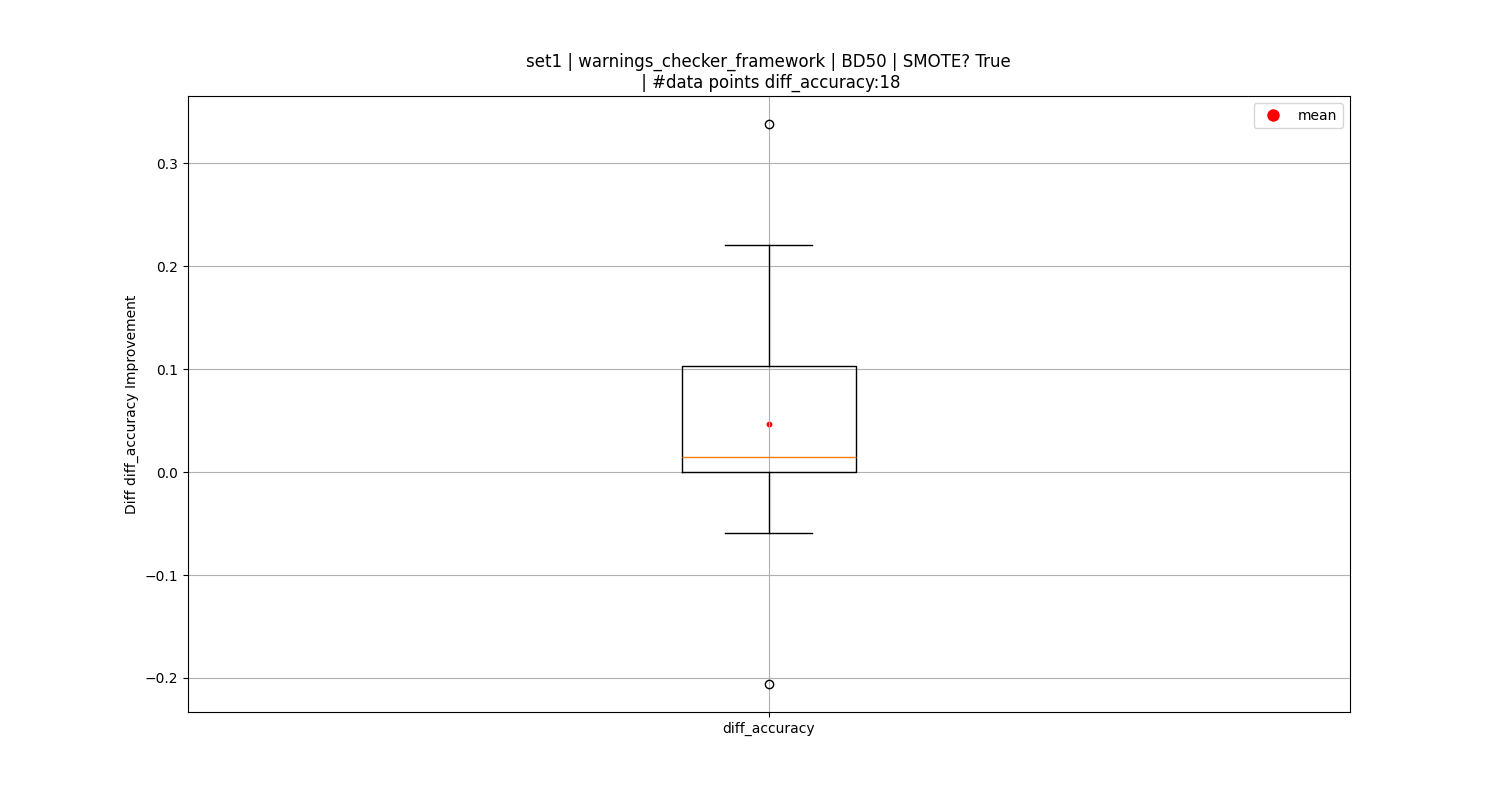 set1 | warnings_checker_framework | BD50 | SMOTE? True
| #data points diff_accuracy:18
mean
0.3
0.2
0.1
0.0
−0.1
−0.2
Diff diff_accuracy Improvement
diff_accuracy